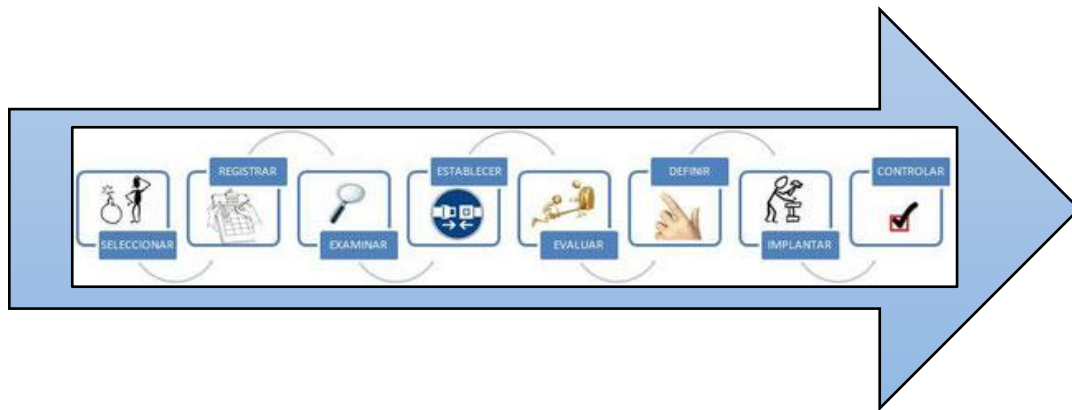 SELECCIONAR
REGISTRAR
EXAMINAR
ESTABLECER
EVALUAR
DEFINIR
IMPLANTAR
CONTROLAR